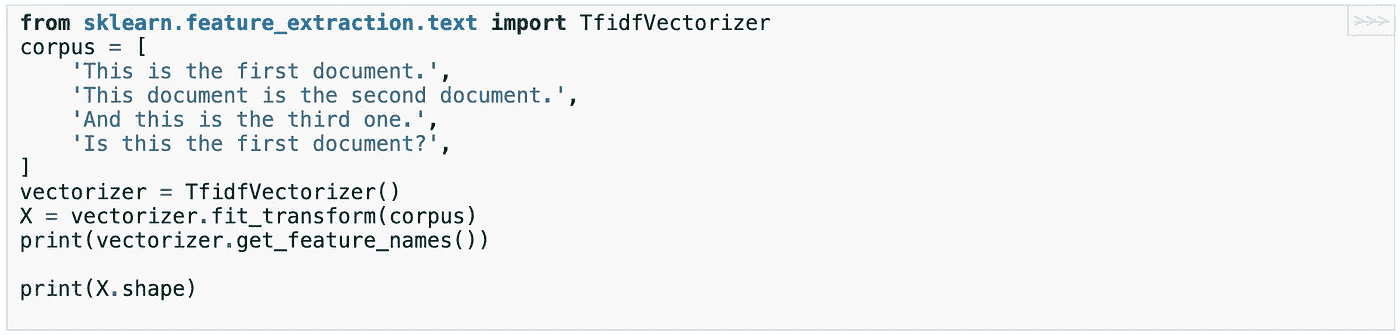 from sklearn.feature_extraction.text import TfidfVectorizer
>>>
corpus = [
    'This is the first document.',
    'This document is the second document.',
    'And this is the third one.',
    'Is this the first document?',
]
vectorizer = TfidfVectorizer()
X = vectorizer.fit_transform(corpus)
print(vectorizer.get_feature_names())

print(X.shape)